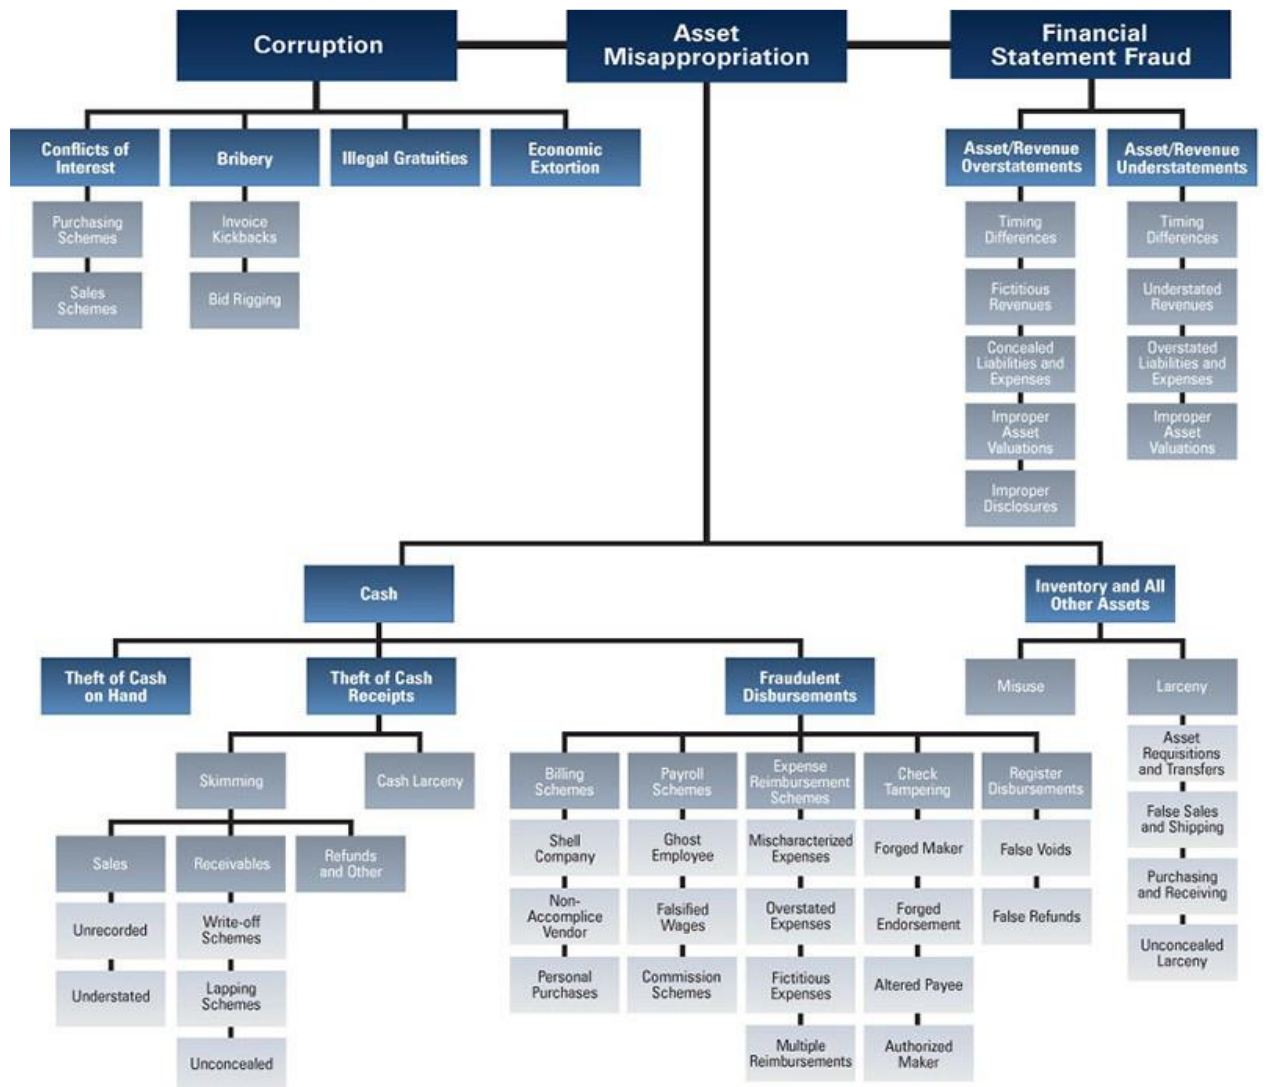 Corruption
Asset
Misappropriation
Financial
Statement Fraud
Conflicts of
Interest
Bribery
Illegal Gratuities
Economic
Extortion
Asset/Revenue
Overstatements
Asset/Revenue
Understatements
Purchasing
Schemes
Sales
Schemes
Invoice
Kickbacks
Bid Rigging
Timing
Differences
Fictitious
Revenues
Concealed
Liabilities and
Expenses
Improper
Asset
Valuations
Improper
Disclosures
Timing
Differences
Understated
Revenues
Overstated
Liabilities and
Expenses
Improper
Asset
Valuations
Cash
Inventory and All
Other Assets
Theft of Cash
on Hand
Theft of Cash
Receipts
Fraudulent
Disbursements
Misuse
Larceny
Skimming
Cash Larceny
Sales
Receivables
Refunds
and Other
Unrecorded
Understated
Write-off
Schemes
Lapping
Schemes
Unconcealed
Billing
Schemes
Shell
Company
Non-
Accomplice
Vendor
Personal
Purchases
Payroll
Schemes
Ghost
Employee
Falsified
Wages
Commission
Schemes
Expense
Reimbursement
Schemes
Mischaracterized
Expenses
Overstated
Expenses
Fictitious
Expenses
Multiple
Reimbursements
Check
Tampering
Forged Maker
Forged
Endorsement
Altered Payee
Authorized
Maker
Register
Disbursements
False Voids
False Refunds
Asset
Requisitions
and Transfers
False Sales
and Shipping
Purchasing
and Receiving
Unconcealed
Larceny